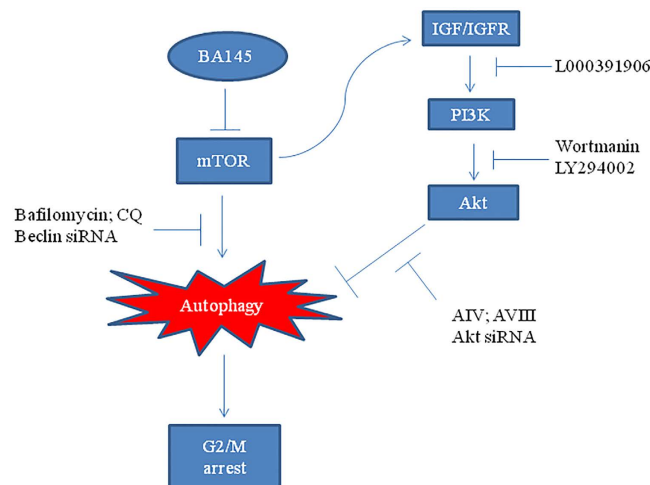 IGF/IGFR
BA145
L000391906
PI3K
mTOR
Wortmanin
LY294002
Akt
Bafilomycin; CQ
Beclin siRNA
Autophagy
AIV; AVIII
Akt siRNA
G2/M
arrest